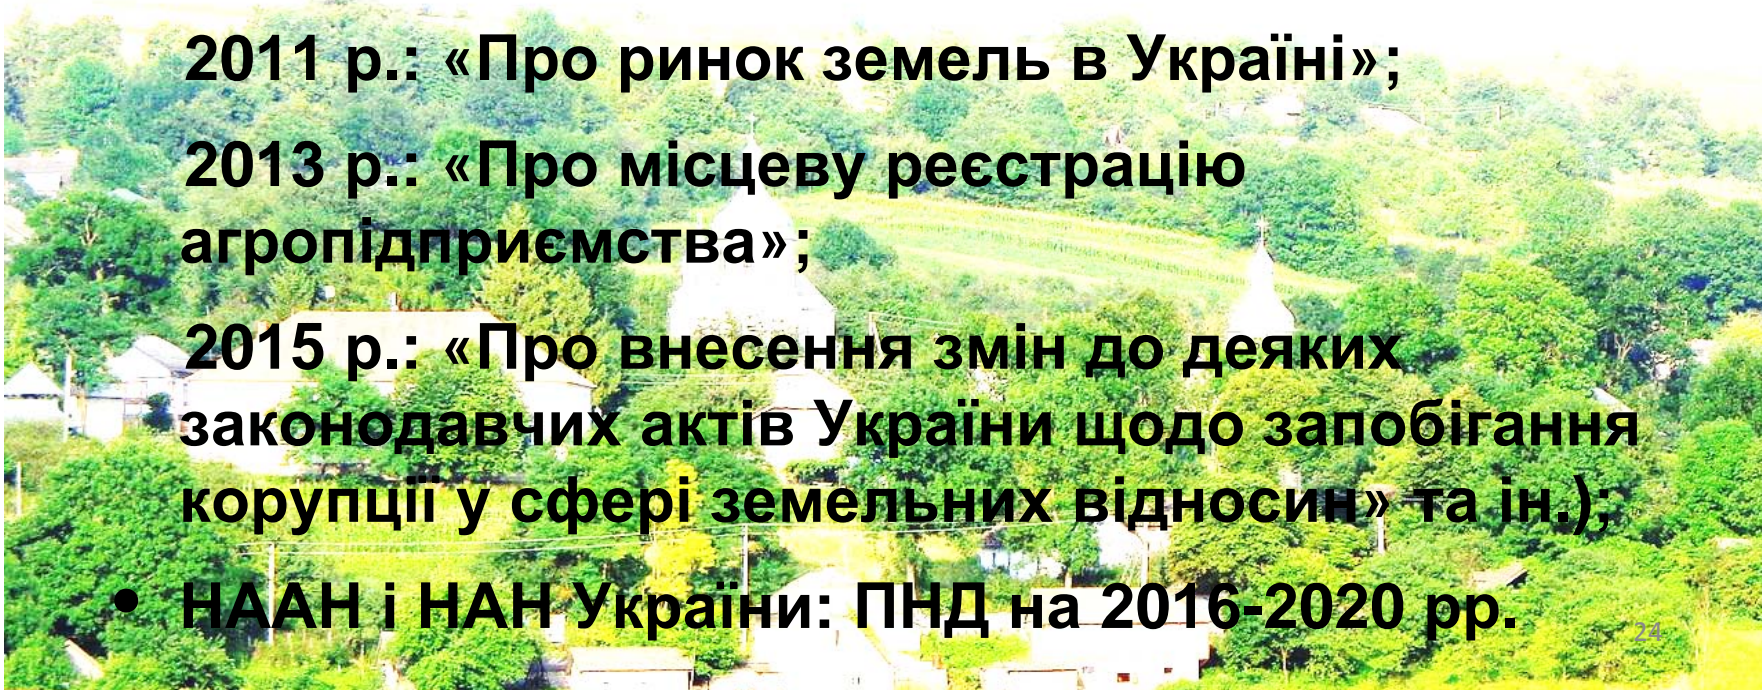 2011 р.: «Про ринок земель в Україні»;
2013 р.: «Про місцеву реєстрацію
агропідприємства»;
2015 р.: «Про внесення змін до деяких
законодавчих актів України щодо запобігання
корупції у сфері земельних відносин» та ін.);
• НААН і НАН України: ПНД на 2016-2020 рр.
24